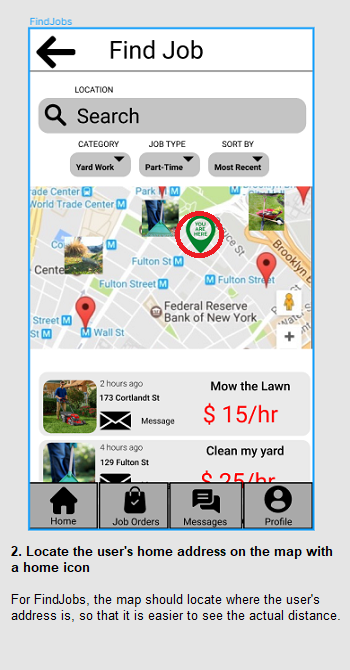 FindJobs
Find Job
LOCATION
Search
CATEGORY JOB TYPE SORT BY
Yard Work Part-Time Most Recent
rade Center
World Trade Center
Park
Brooklyn
YOU
ARE
HERE
uce St
Cente
Fulton St
Brooklyn
Fulton Street
Fulton Street
Federal Reserve
Bank of New York
Street
St
Wall St
2 hours ago
Mow the Lawn
173 Cortlandt St
$ 15/hr
Message
4 hours ago
Clean my yard
129 Fulton St
$ 25/hr
Home Job Orders Messages Profile
2. Locate the user's home address on the map with
a home icon
For FindJobs, the map should locate where the user's
address is, so that it is easier to see the actual distance.